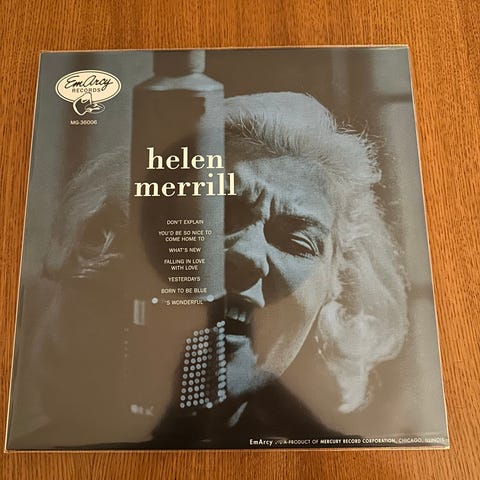 EmArcy
RECORDS
MG-36006
helen
merrill
DON'T EXPLAIN
YOU'D BE SO NICE TO
COME HOME TO
WHAT'S NEW
FALLING IN LOVE
WITH LOVE
YESTERDAYS
BORN TO BE BLUE
'S WONDERFUL
EmArcy A PRODUCT OF MERCURY RECORD CORPORATION, CHICAGO, ILLINOIS